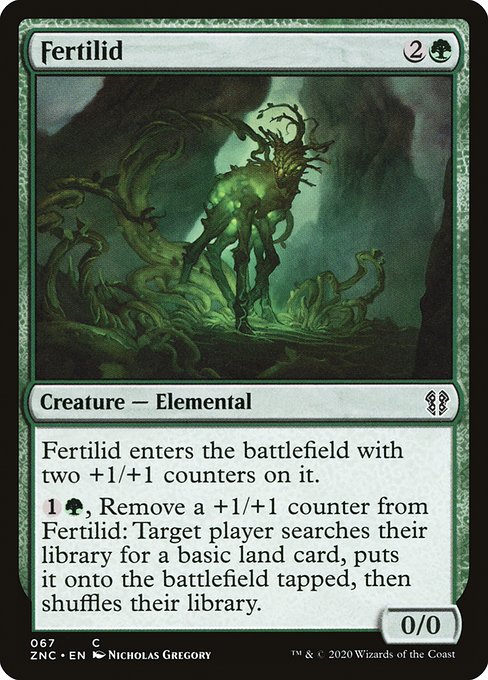 Fertilid 2
Creature — Elemental
Fertilid enters the battlefield with
two +1/+1 counters on it.
1, Remove a +1/+1 counter from
Fertilid: Target player searches their
library for a basic land card, puts
it onto the battlefield tapped, then
shuffles their library.
0/0
067 C
ZNC • EN Nicholas Gregory
™ & © 2020 Wizards of the Coast